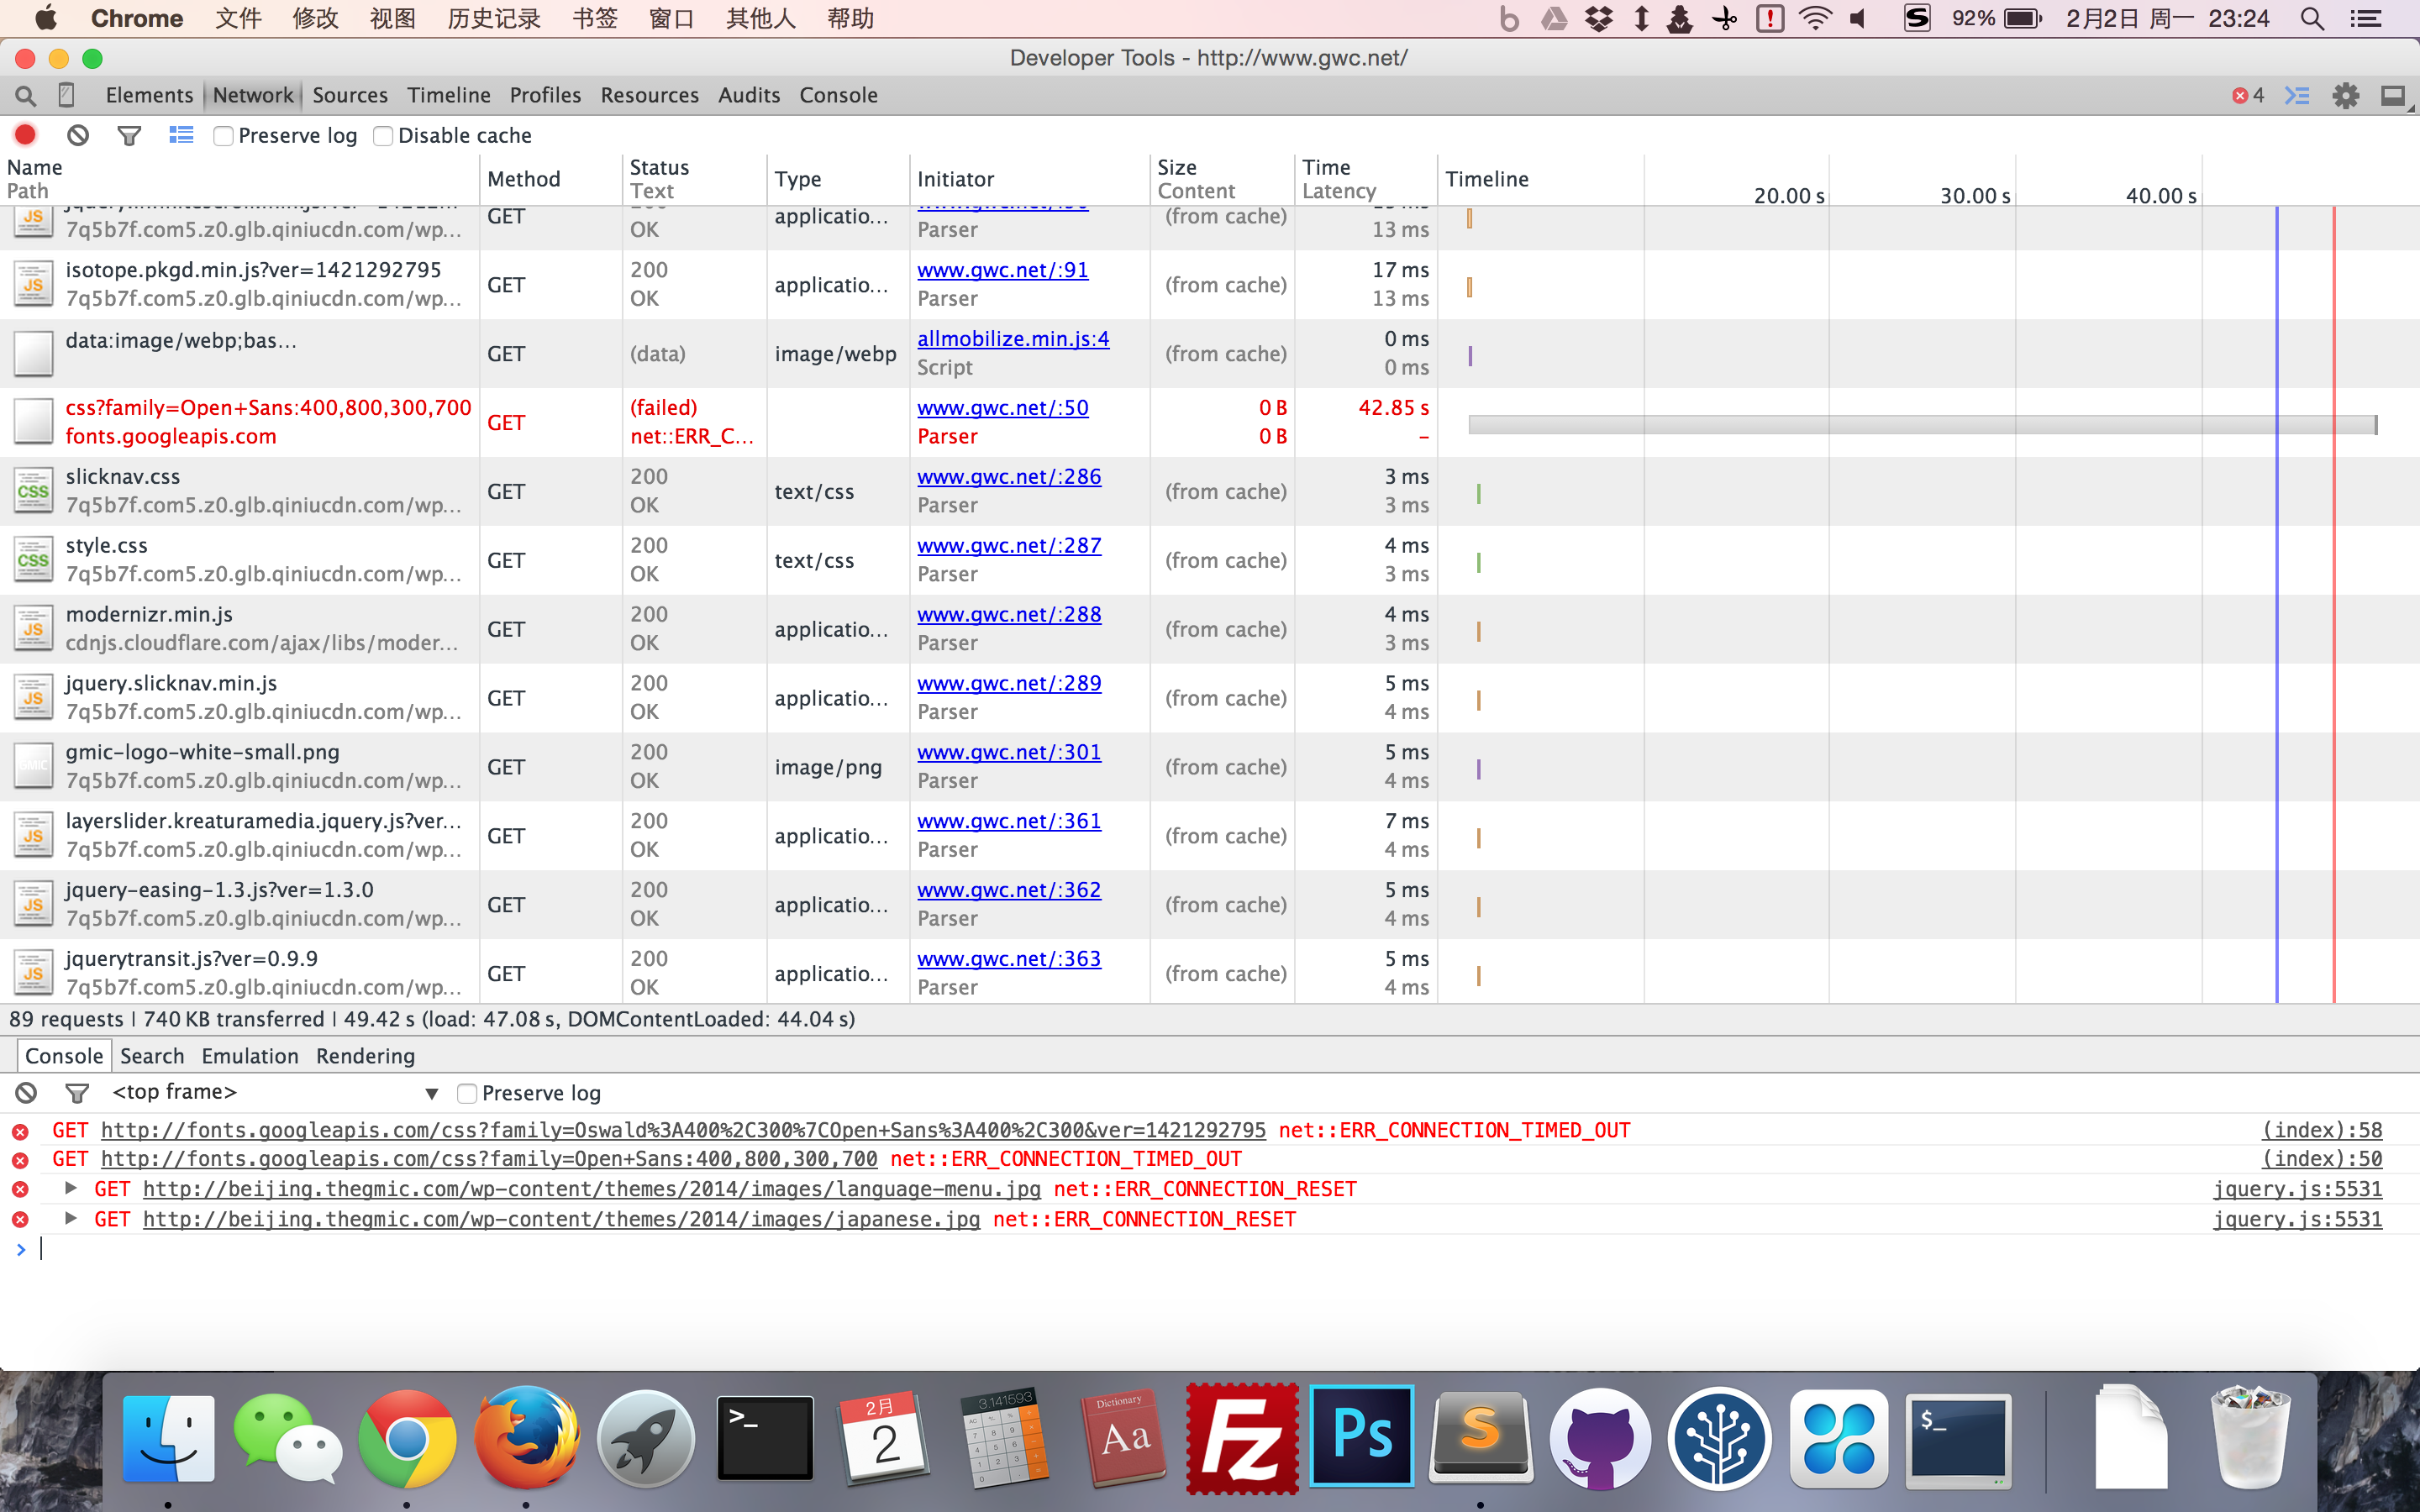 Chrome 文件 修改 视图 历史记录 书签 窗口 其他人 帮助 92% 2月2日 周一 23:24
Developer Tools - http://www.gwc.net/
Elements Network Sources Timeline Profiles Resources Audits Console 4
Preserve log Disable cache
Name Path Method Status Text Type Initiator Size Content Time Latency Timeline 20.00 s 30.00 s 40.00 s
GET applicatio... (from cache)
7q5b7f.com5.z0.glb.qiniucdn.com/wp... OK Parser 13 ms
isotope.pkgd.min.js?ver=1421292795 GET 200 applicatio... www.gwc.net/:91 (from cache) 17 ms
7q5b7f.com5.z0.glb.qiniucdn.com/wp... OK Parser 13 ms
data:image/webp;bas... GET (data) image/webp allmobilize.min.js:4 (from cache) 0 ms
Script 0 ms
css?family=Open+Sans:400,800,300,700 GET (failed) www.gwc.net/:50 0 B 42.85 s
fonts.googleapis.com net::ERR_C... Parser 0 B –
slicknav.css GET 200 text/css www.gwc.net/:286 (from cache) 3 ms
7q5b7f.com5.z0.glb.qiniucdn.com/wp... OK Parser 3 ms
style.css GET 200 text/css www.gwc.net/:287 (from cache) 4 ms
7q5b7f.com5.z0.glb.qiniucdn.com/wp... OK Parser 3 ms
modernizr.min.js GET 200 applicatio... www.gwc.net/:288 (from cache) 4 ms
cdnjs.cloudflare.com/ajax/libs/moder... OK Parser 3 ms
jquery.slicknav.min.js GET 200 applicatio... www.gwc.net/:289 (from cache) 5 ms
7q5b7f.com5.z0.glb.qiniucdn.com/wp... OK Parser 4 ms
gmic-logo-white-small.png GET 200 image/png www.gwc.net/:301 (from cache) 5 ms
7q5b7f.com5.z0.glb.qiniucdn.com/wp... OK Parser 4 ms
layerslider.kreaturamedia.jquery.js?ver... GET 200 applicatio... www.gwc.net/:361 (from cache) 7 ms
7q5b7f.com5.z0.glb.qiniucdn.com/wp... OK Parser 4 ms
jquery-easing-1.3.js?ver=1.3.0 GET 200 applicatio... www.gwc.net/:362 (from cache) 5 ms
7q5b7f.com5.z0.glb.qiniucdn.com/wp... OK Parser 4 ms
jquerytransit.js?ver=0.9.9 GET 200 applicatio... www.gwc.net/:363 (from cache) 5 ms
7q5b7f.com5.z0.glb.qiniucdn.com/wp... OK Parser 4 ms
89 requests | 740 KB transferred | 49.42 s (load: 47.08 s, DOMContentLoaded: 44.04 s)
Console Search Emulation Rendering
<top frame> ▼ Preserve log
GET http://fonts.googleapis.com/css?family=Oswald%3A400%2C300%7COpen+Sans%3A400%2C300&ver=1421292795 net::ERR_CONNECTION_TIMED_OUT (index):58
GET http://fonts.googleapis.com/css?family=Open+Sans:400,800,300,700 net::ERR_CONNECTION_TIMED_OUT (index):50
GET http://beijing.thegmic.com/wp-content/themes/2014/images/language-menu.jpg net::ERR_CONNECTION_RESET jquery.js:5531
GET http://beijing.thegmic.com/wp-content/themes/2014/images/japanese.jpg net::ERR_CONNECTION_RESET jquery.js:5531
>
>_ 2月 2 3.141593 Dictionary Aa Fz Ps S $_